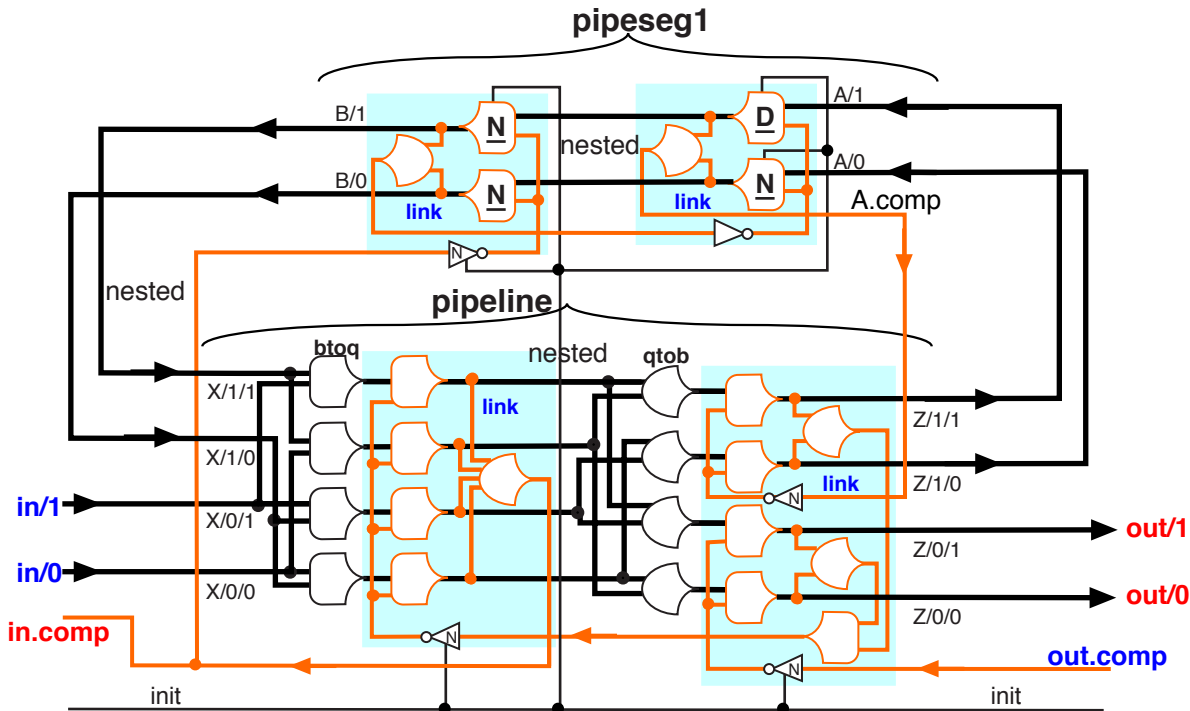 pipeseg1
B/1
N
nested
D
A/1
B/0
N
link
N
link
A/0
A.comp
N
nested
pipeline
btoq
nested
qtob
X/1/1
link
Z/1/1
X/1/0
link
Z/1/0
in/1
X/0/1
N
out/1
Z/0/1
in/0
X/0/0
out/0
Z/0/0
in.comp
N
N
out.comp
init
init